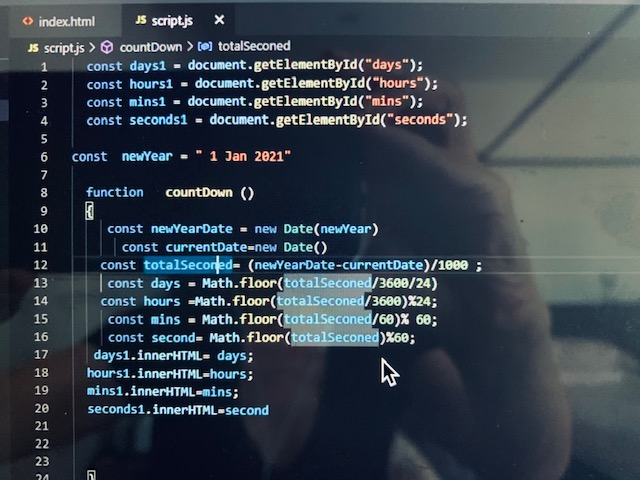 index.html JS script.js ×
JS script.js > countDown > totalSeconed
1 const days1 = document.getElementById("days");
2 const hours1 = document.getElementById("hours");
3 const mins1 = document.getElementById("mins");
4 const seconds1 = document.getElementById("seconds");
5
6 const newYear = " 1 Jan 2021"
7
8 function countDown ()
9 {
10 const newYearDate = new Date(newYear)
11 const currentDate=new Date()
12 const totalSeconed= (newYearDate-currentDate)/1000 ;
13 const days = Math.floor(totalSeconed/3600/24)
14 const hours =Math.floor(totalSeconed/3600)%24;
15 const mins = Math.floor(totalSeconed/60)% 60;
16 const second= Math.floor(totalSeconed)%60;
17 days1.innerHTML= days;
18 hours1.innerHTML=hours;
19 mins1.innerHTML=mins;
20 seconds1.innerHTML=second
21
22
23
24 }